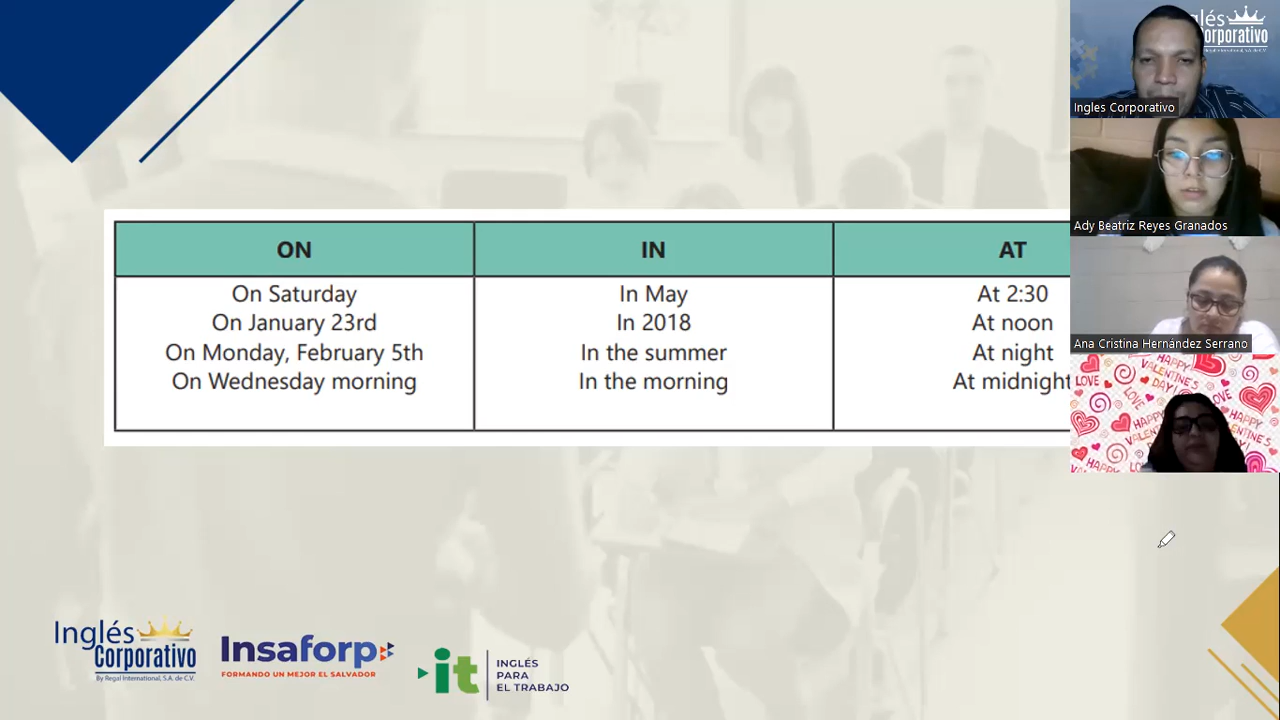 ON
IN
AT
On Saturday
In May
At 2:30
On January 23rd
In 2018
At noon
On Monday, February 5th
In the summer
At night
On Wednesday morning
In the morning
At midnight
Inglés
Corporativo
By Regal International, S.A. de C.V.
Insaforp
FORMANDO UN MEJOR EL SALVADOR
it
INGLÉS
PARA
EL TRABAJO
Ingles Corporativo
Ady Beatriz Reyes Granados
Ana Cristina Hernández Serrano
HAPPY
VALENTINE'S
DAY!
LOVE